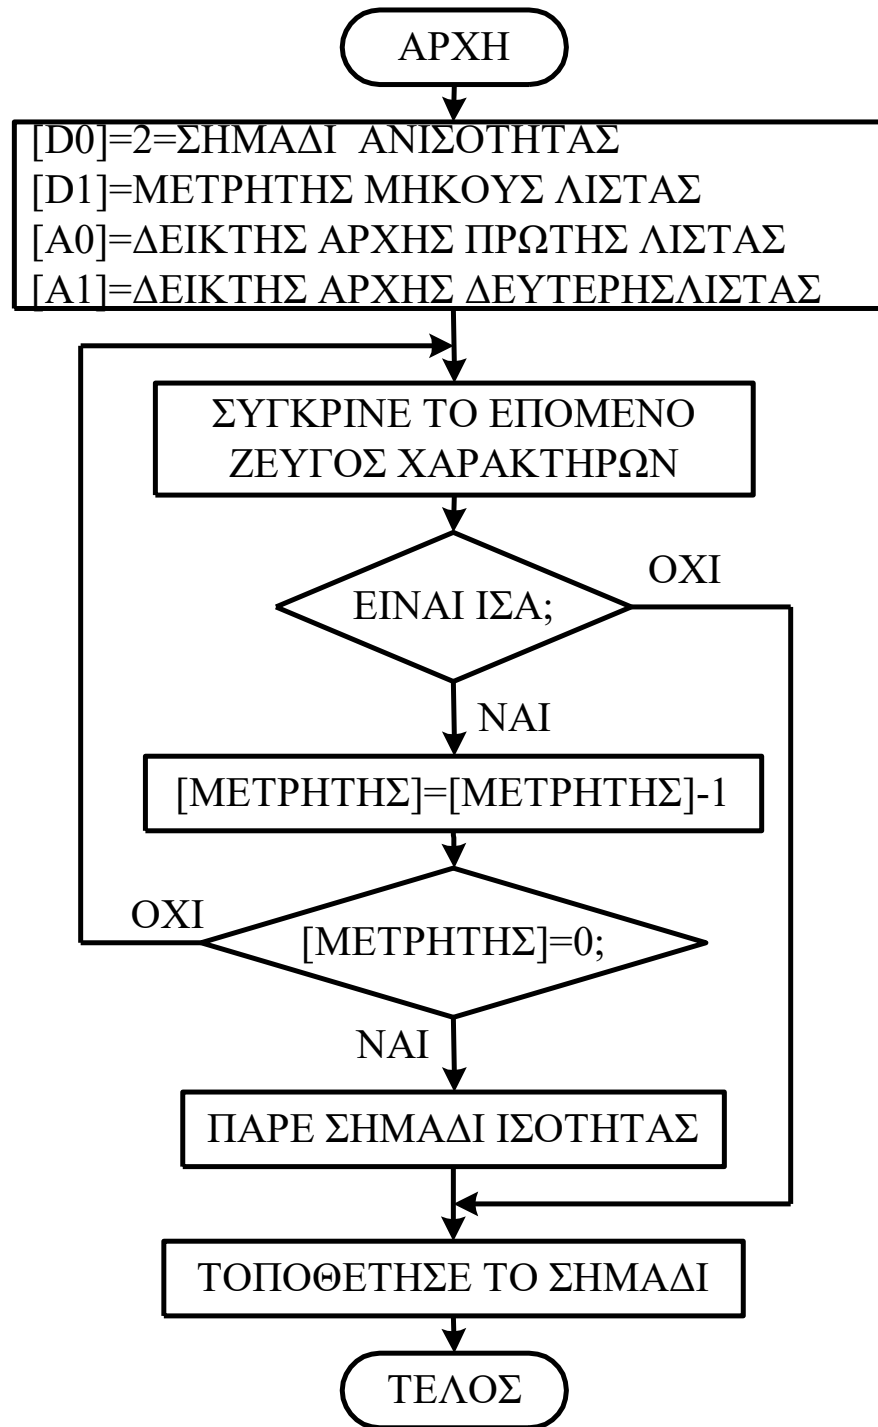 ΑΡΧΗ
[D0]=2=ΣΗΜΑΔΙ ΑΝΙΣΟΤΗΤΑΣ
[D1]=ΜΕΤΡΗΤΗΣ ΜΗΚΟΥΣ ΛΙΣΤΑΣ
[A0]=ΔΕΙΚΤΗΣ ΑΡΧΗΣ ΠΡΩΤΗΣ ΛΙΣΤΑΣ
[A1]=ΔΕΙΚΤΗΣ ΑΡΧΗΣ ΔΕΥΤΕΡΗΣΛΙΣΤΑΣ
ΣΥΓΚΡΙΝΕ ΤΟ ΕΠΟΜΕΝΟ
ΖΕΥΓΟΣ ΧΑΡΑΚΤΗΡΩΝ
ΟΧΙ
ΕΙΝΑΙ ΙΣΑ;
ΝΑΙ
[ΜΕΤΡΗΤΗΣ]=[ΜΕΤΡΗΤΗΣ]-1
ΟΧΙ
[ΜΕΤΡΗΤΗΣ]=0;
ΝΑΙ
ΠΑΡΕ ΣΗΜΑΔΙ ΙΣΟΤΗΤΑΣ
ΤΟΠΟΘΕΤΗΣΕ ΤΟ ΣΗΜΑΔΙ
ΤΕΛΟΣ